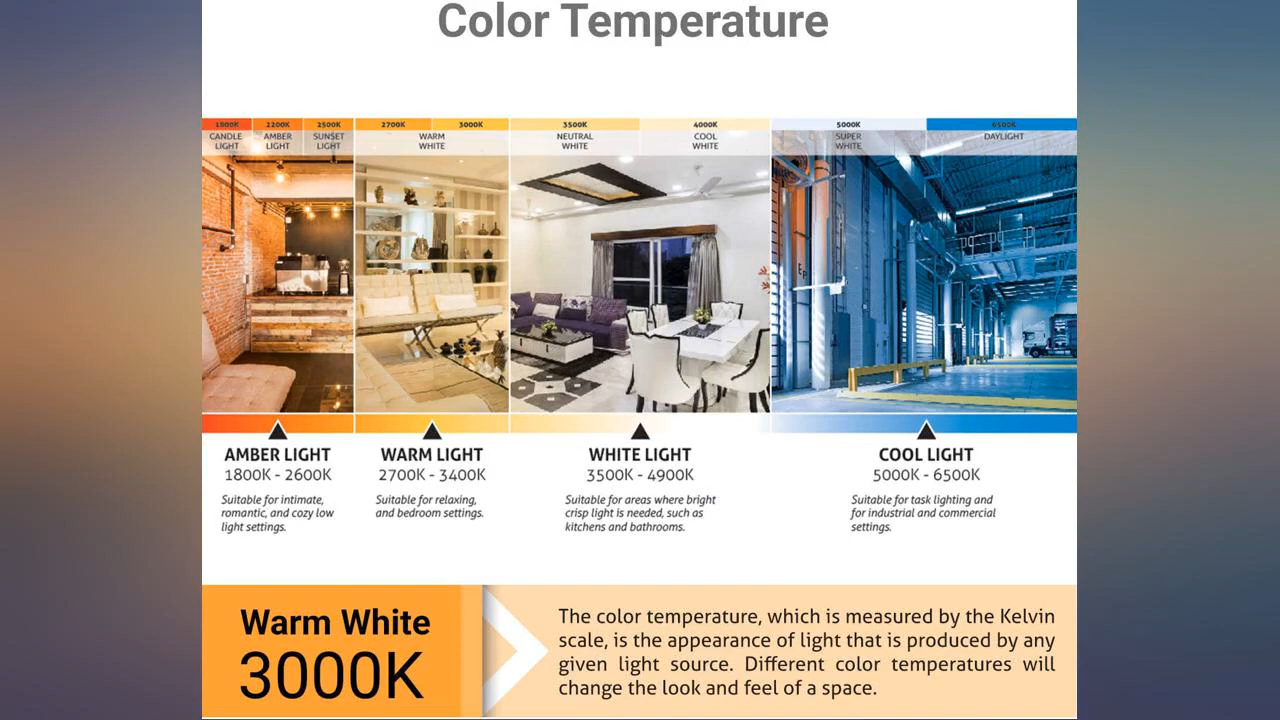 Color Temperature
1800K 2200K 2500K 2700K 3000K 3500K 4000K 5000K 6500K
CANDLE LIGHT
AMBER LIGHT
SUNSET LIGHT
WARM WHITE
NEUTRAL WHITE
COOL WHITE
SUPER WHITE
DAYLIGHT
AMBER LIGHT
1800K - 2600K
Suitable for intimate,
romantic, and cozy low
light settings.
WARM LIGHT
2700K - 3400K
Suitable for relaxing,
and bedroom settings.
WHITE LIGHT
3500K - 4900K
Suitable for areas where bright
crisp light is needed, such as
kitchens and bathrooms.
COOL LIGHT
5000K - 6500K
Suitable for task lighting and
for industrial and commercial
settings.
Warm White
3000K
The color temperature, which is measured by the Kelvin
scale, is the appearance of light that is produced by any
given light source. Different color temperatures will
change the look and feel of a space.